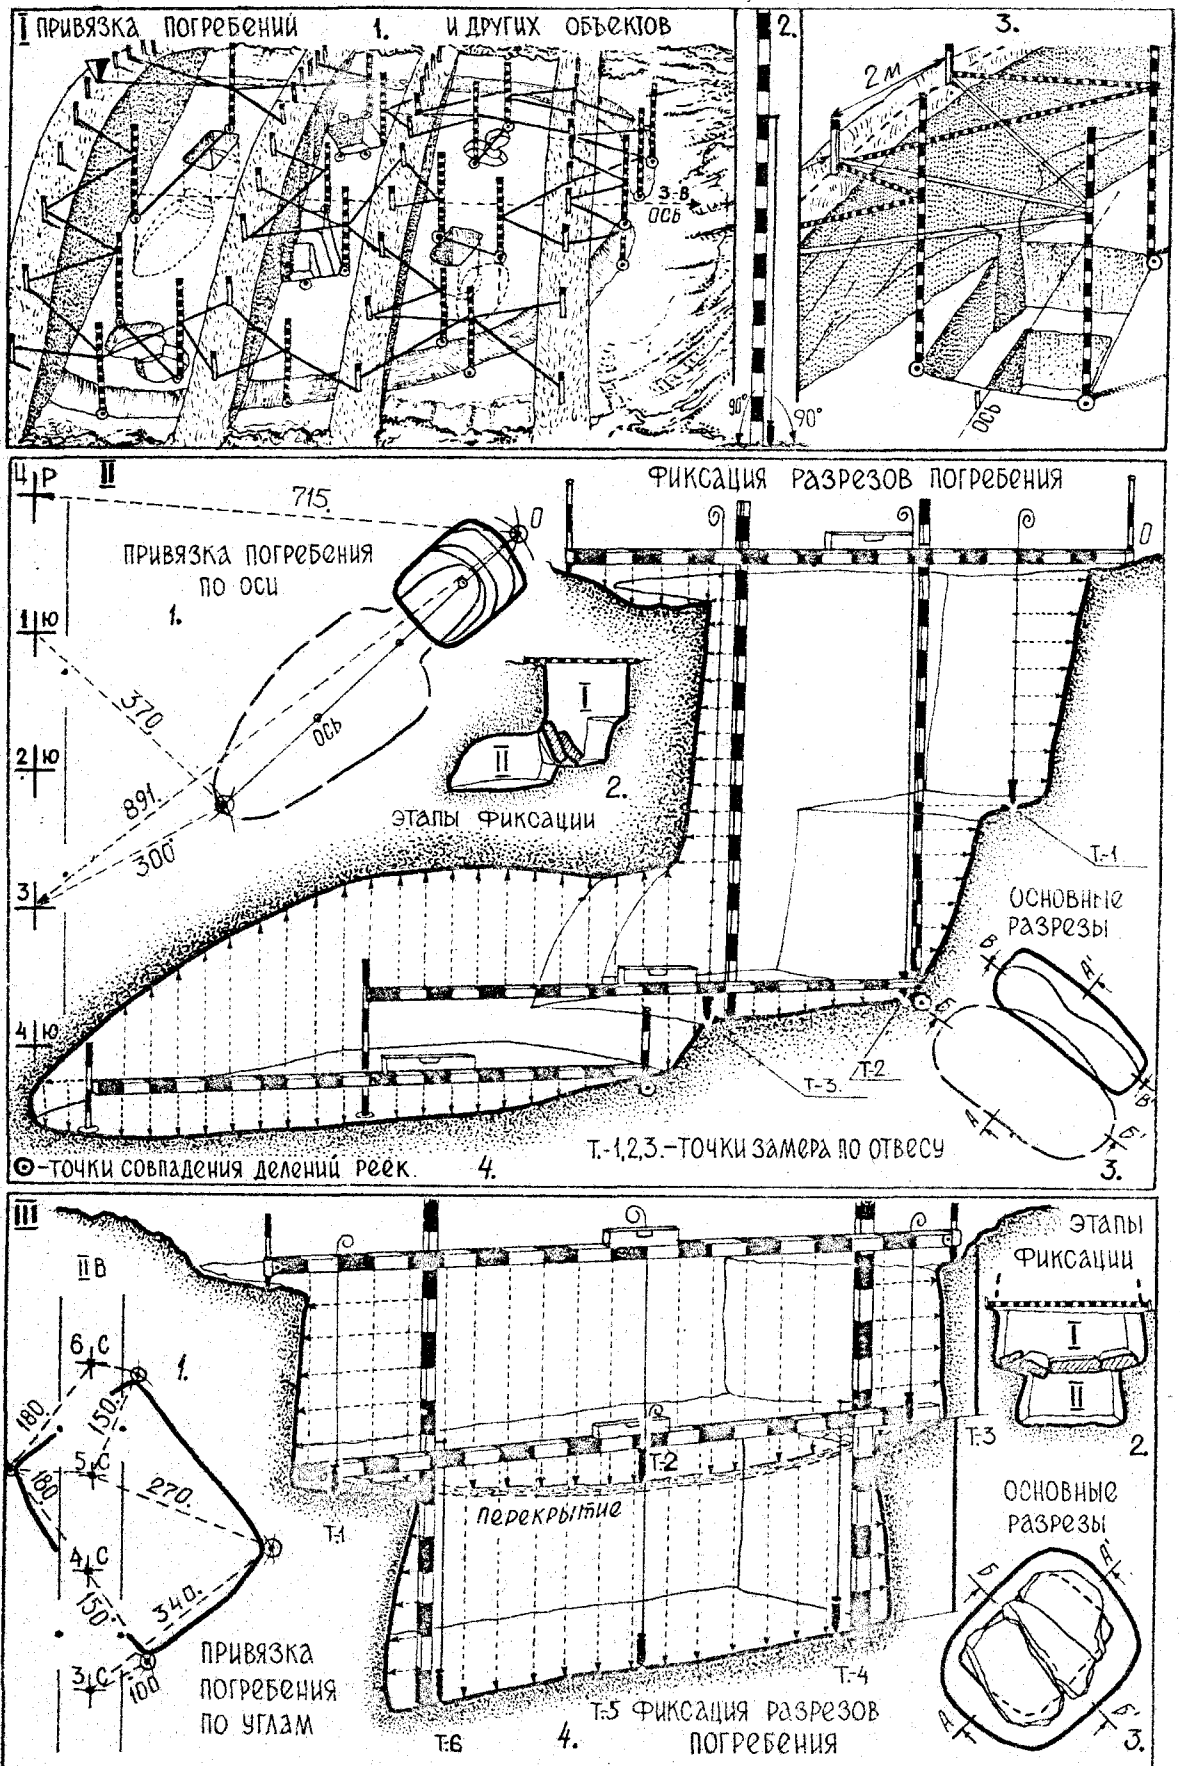 I ПРИВЯЗКА ПОГРЕБЕНИЙ 1. И ДРУГИХ ОБЪЕКТОВ
З-В
ОСЬ
2.
90°
90°
3.
2 М
ОСЬ
II
Ц Р
715.
О
ПРИВЯЗКА ПОГРЕБЕНИЯ
ПО ОСИ
1.
1 Ю
370.
ОСЬ
2 Ю
891.
300
3
4 Ю
ФИКСАЦИЯ РАЗРЕЗОВ ПОГРЕБЕНИЯ
О
I
II
2.
ЭТАПЫ ФИКСАЦИИ
Т-1
ОСНОВНЫЕ
РАЗРЕЗЫ
В
А'
Б
А
Б'
В'
3.
Т-3.
Т-2
Т.-1,2,3.-ТОЧКИ ЗАМЕРА ПО ОТВЕСУ
-ТОЧКИ СОВПАДЕНИЯ ДЕЛЕНИЙ РЕЕК. 4.
III
II В
6 С
1.
180.
150.
5 С
180
270.
4 С
150.
340.
3 С
100
ПРИВЯЗКА
ПОГРЕБЕНИЯ
ПО УГЛАМ
Т-1
Т-2
Т-3
ПЕРЕКРЫТИЕ
Т-4
Т-5 ФИКСАЦИЯ РАЗРЕЗОВ
ПОГРЕБЕНИЯ
Т-6
4.
ЭТАПЫ
ФИКСАЦИИ
I
II
2.
ОСНОВНЫЕ
РАЗРЕЗЫ
Б
А'
А
Б'
3.